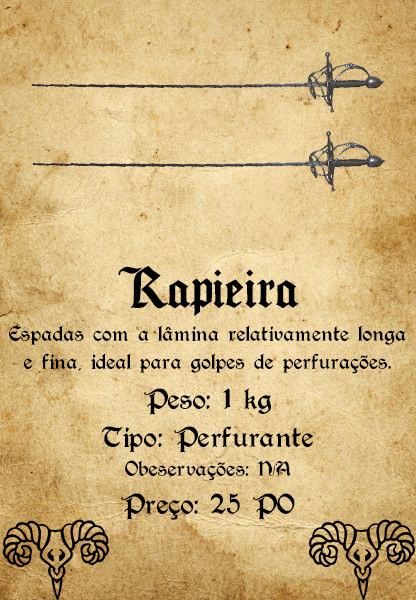 Rapieira
Espadas com a lâmina relativamente longa
e fina, ideal para golpes de perfurações.
Peso: 1 kg
Tipo: Perfurante
Obeservações: N/A
Preço: 25 PO